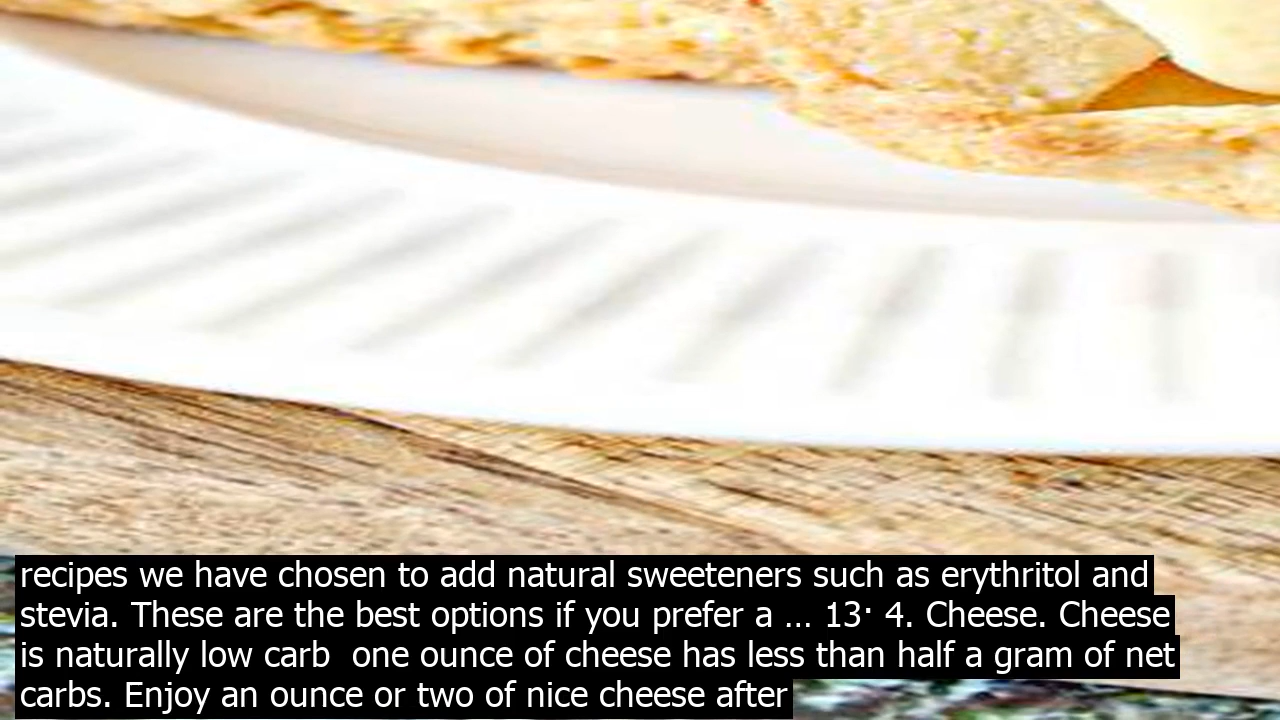 recipes we have chosen to add natural sweeteners such as erythritol and
stevia. These are the best options if you prefer a ... 13· 4. Cheese. Cheese
is naturally low carb  one ounce of cheese has less than half a gram of net
carbs. Enjoy an ounce or two of nice cheese after